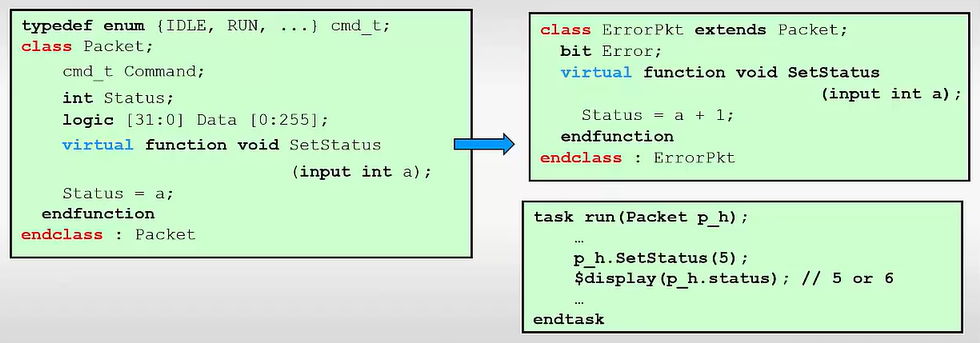 typedef enum {IDLE, RUN, ...} cmd_t;
class Packet;
cmd_t Command;
int Status;
logic [31:0] Data [0:255];
virtual function void SetStatus
(input int a);
Status = a;
endfunction
endclass : Packet
class ErrorPkt extends Packet;
bit Error;
virtual function void SetStatus
(input int a);
Status = a + 1;
endfunction
endclass : ErrorPkt
task run(Packet p_h);
…
p_h.SetStatus(5);
$display(p_h.status); // 5 or 6
…
endtask